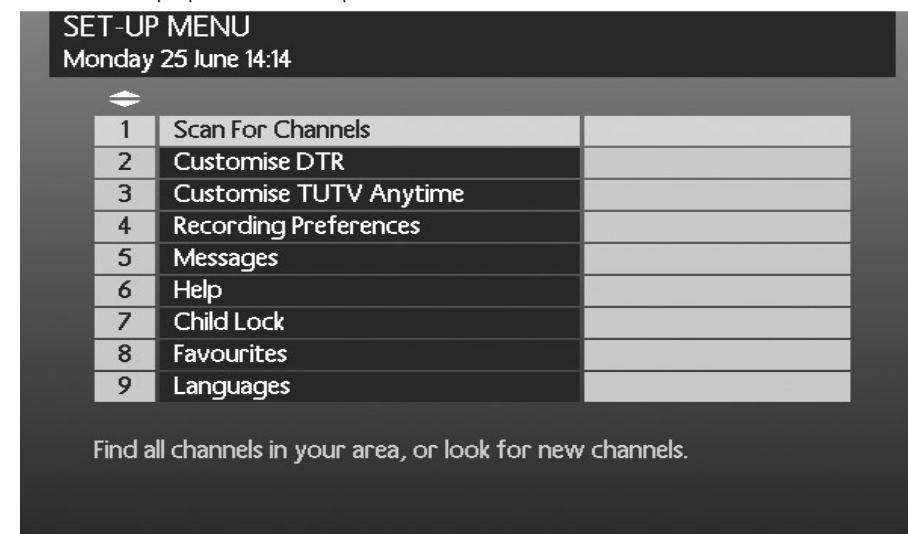 SET-UP MENU
Monday 25 June 14:14
1 Scan For Channels
2 Customise DTR
3 Customise TUTV Anytime
4 Recording Preferences
5 Messages
6 Help
7 Child Lock
8 Favourites
9 Languages
Find all channels in your area, or look for new channels.